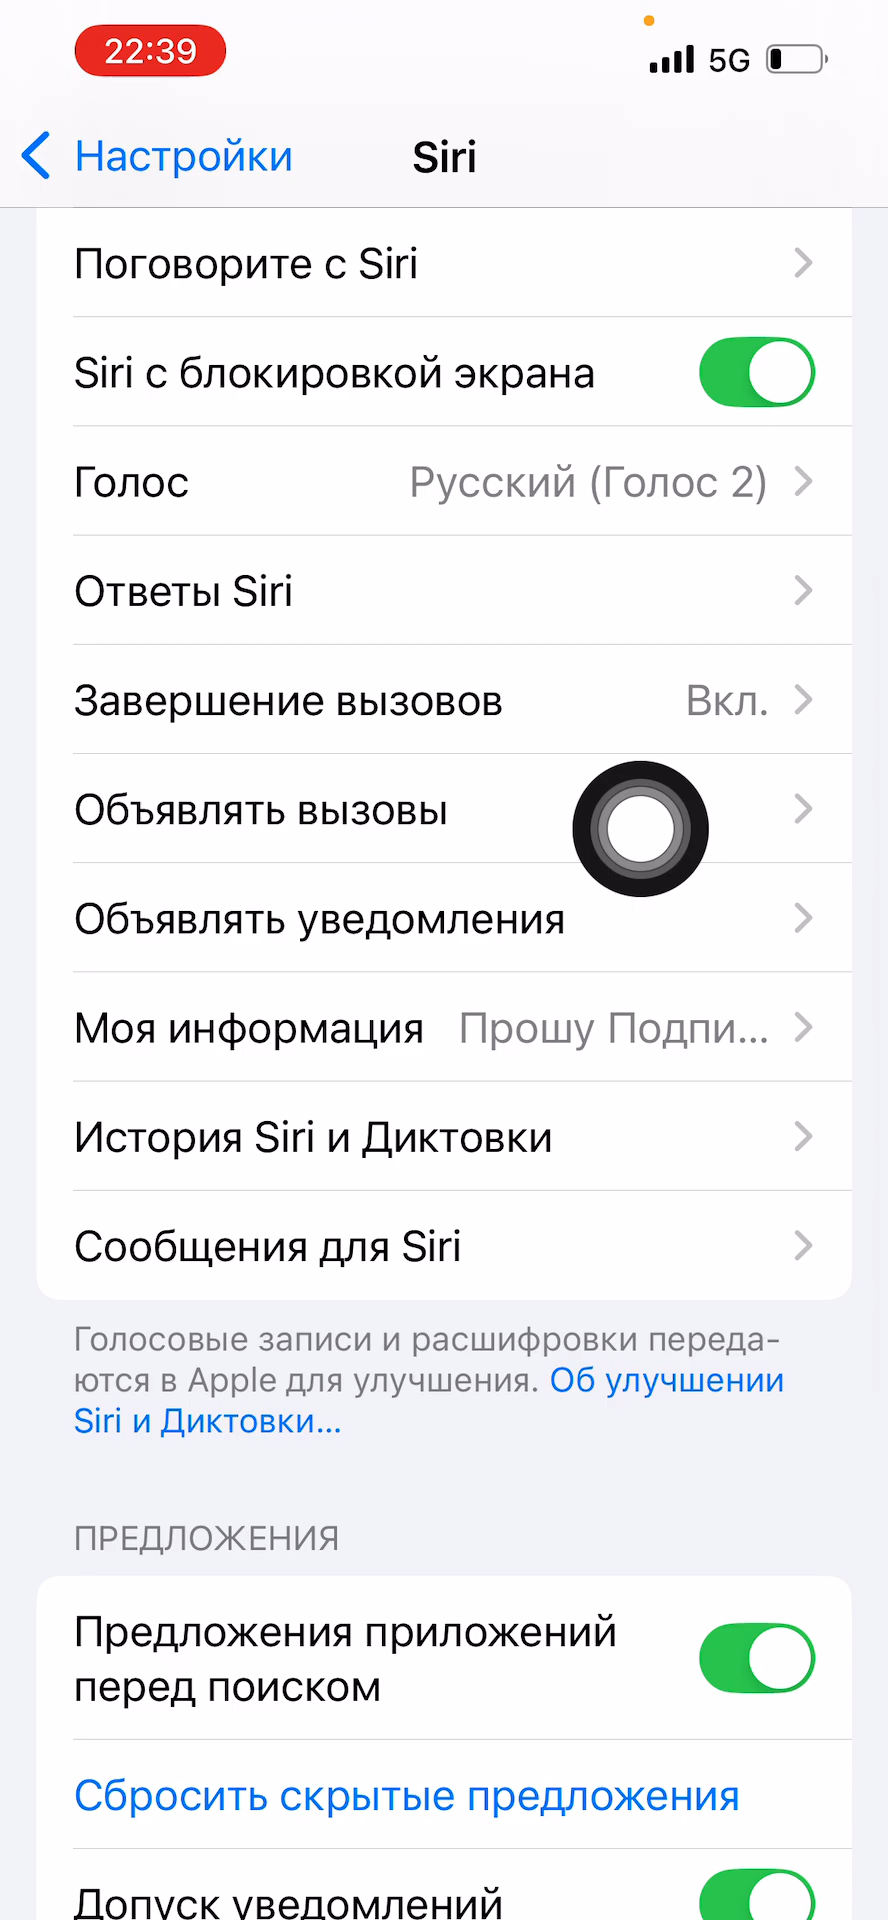 22:39
5G
Настройки
Siri
Поговорите с Siri
Siri с блокировкой экрана
Голос
Русский (Голос 2)
Ответы Siri
Завершение вызовов
Вкл.
Объявлять вызовы
Объявлять уведомления
Моя информация
Прошу Подпи...
История Siri и Диктовки
Сообщения для Siri
Голосовые записи и расшифровки переда-
ются в Apple для улучшения. Об улучшении
Siri и Диктовки...
ПРЕДЛОЖЕНИЯ
Предложения приложений
перед поиском
Сбросить скрытые предложения
Допуск уведомлений